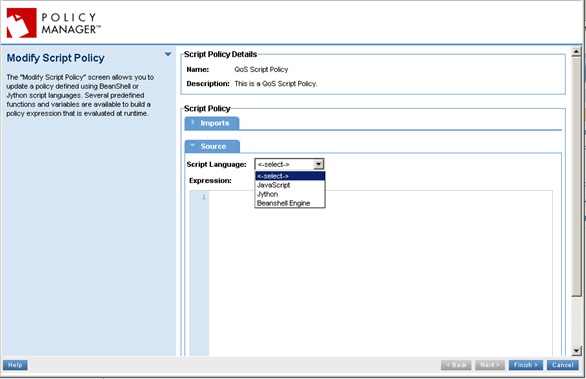 POLICY
MANAGER™
Modify Script Policy
The "Modify Script Policy" screen allows you to
update a policy defined using BeanShell or
Jython script languages. Several predefined
functions and variables are available to build a
policy expression that is evaluated at runtime.
Script Policy Details
Name: QoS Script Policy
Description: This is a QoS Script Policy.
Script Policy
Imports
Source
Script Language: <-select->
<-select->
JavaScript
Jython
Beanshell Engine
Expression:
1
Help
< Back
Next >
Finish >
Cancel